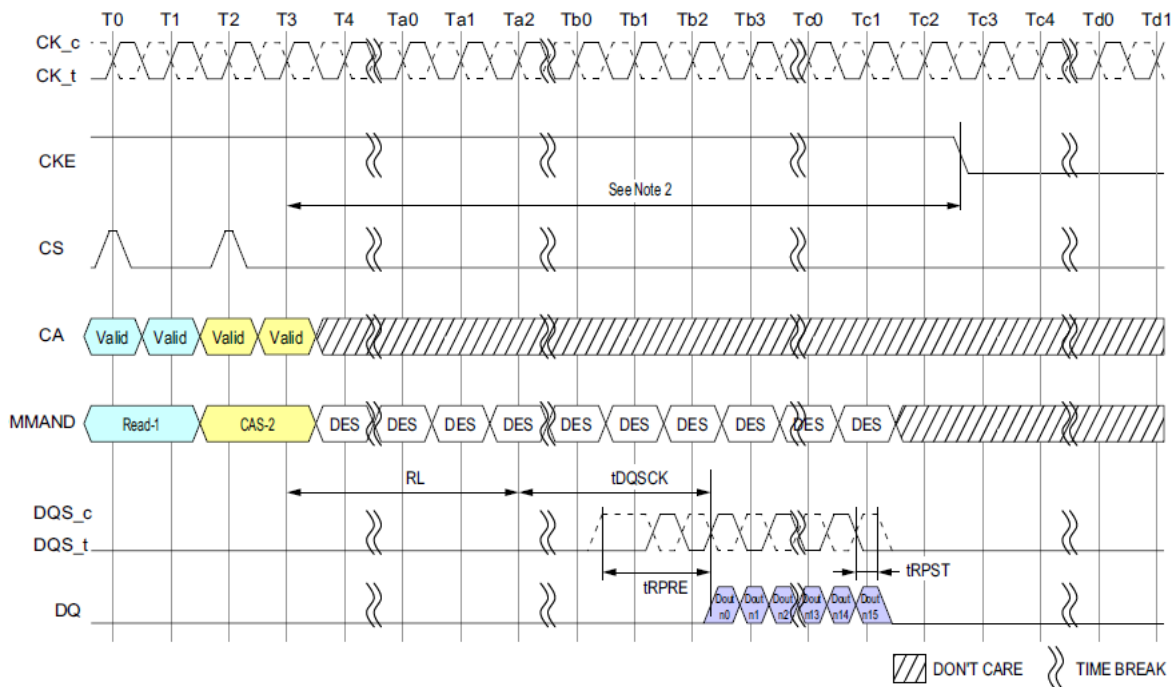 T0 T1 T2 T3 T4 Ta0 Ta1 Ta2 Tb0 Tb1 Tb2 Tb3 Tc0 Tc1 Tc2 Tc3 Tc4 Td0 Td1
CK_c
CK_t
CKE
See Note 2
CS
CA Valid Valid Valid Valid
MMAND Read-1 CAS-2 DES DES DES DES DES DES DES DES DES DES
RL tDQSCK
DQS_c
DQS_t
tRPRE tRPST
DQ Dout n0 Dout n1 Dout n2 Dout n13 Dout n14 Dout n15
DON'T CARE TIME BREAK